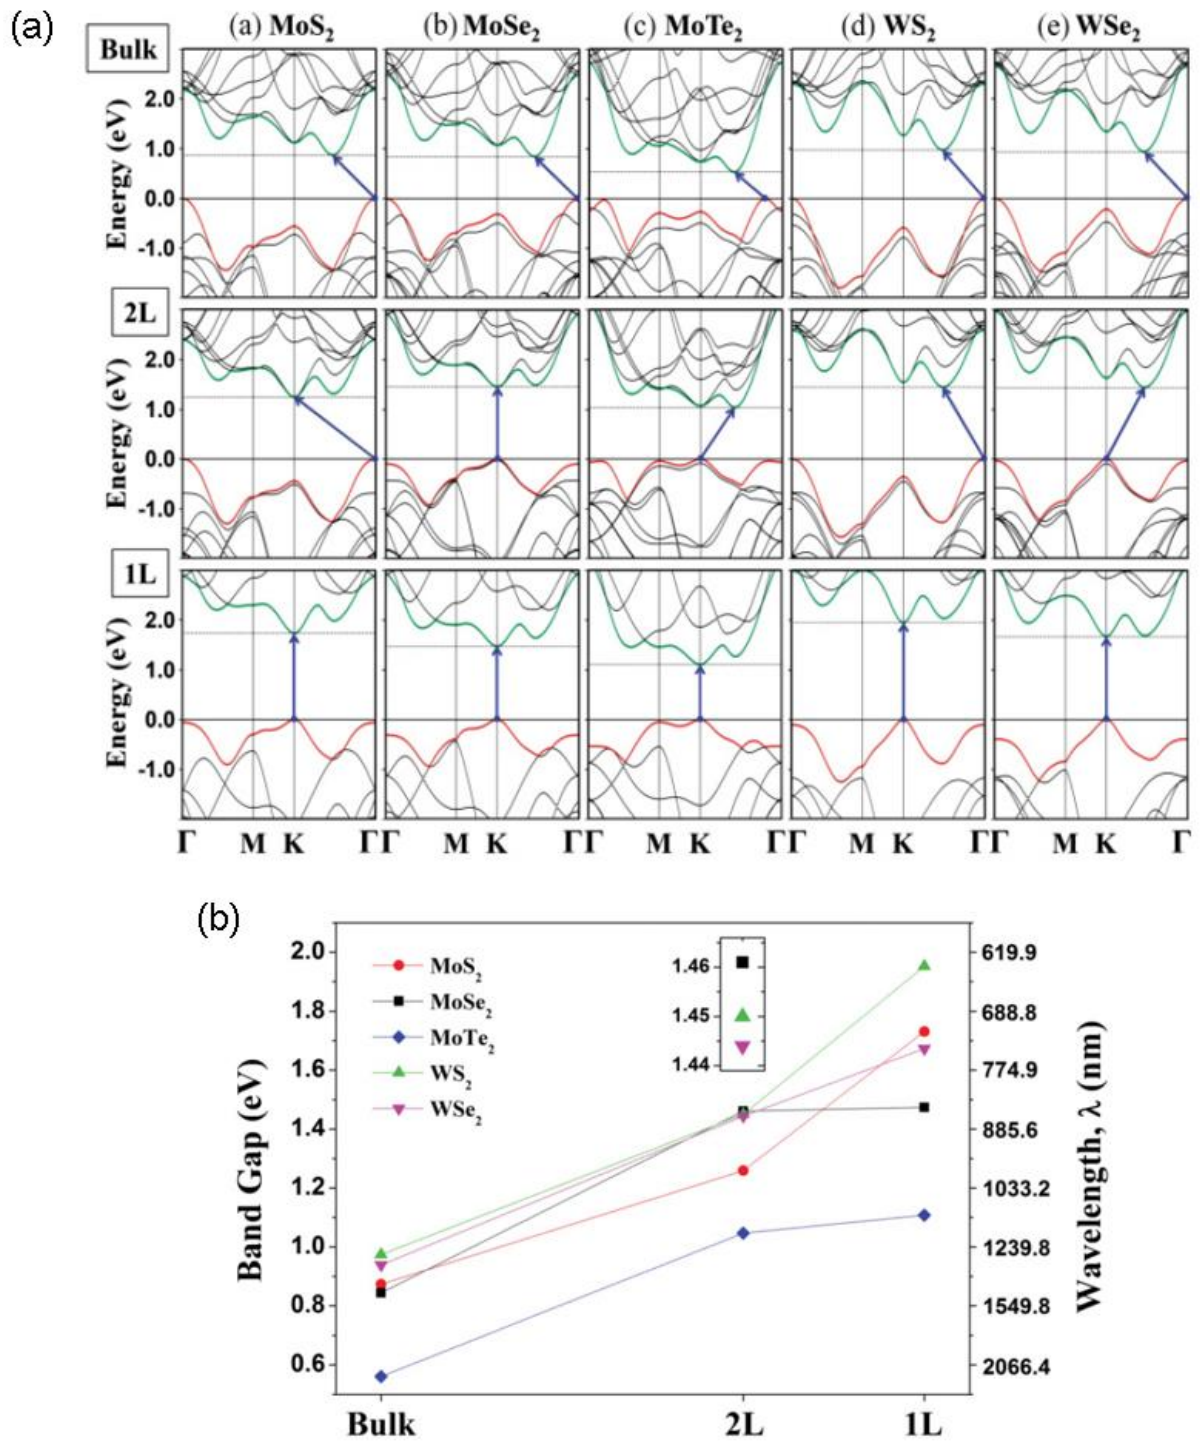 (a)
(a) MoS2 (b) MoSe2 (c) MoTe2 (d) WS2 (e) WSe2
Bulk
Energy (eV)
2.0
1.0
0.0
-1.0
2L
Energy (eV)
2.0
1.0
0.0
-1.0
1L
Energy (eV)
2.0
1.0
0.0
-1.0
Γ M K Γ Γ M K Γ Γ M K Γ Γ M K Γ Γ M K Γ
(b)
Band Gap (eV)
2.0
1.8
1.6
1.4
1.2
1.0
0.8
0.6
MoS2
MoSe2
MoTe2
WS2
WSe2
1.46
1.45
1.44
619.9
688.8
774.9
885.6
1033.2
1239.8
1549.8
2066.4
Wavelength, λ (nm)
Bulk 2L 1L